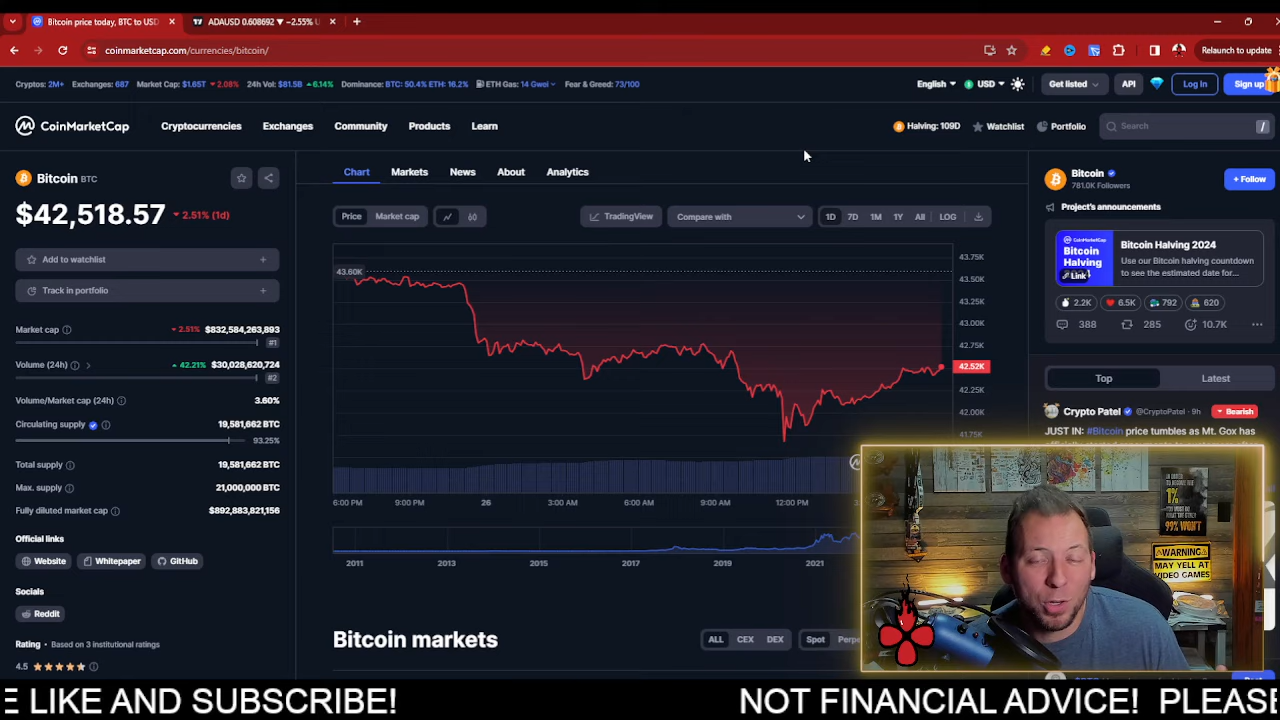 Bitcoin price today, BTC to USD
ADAUSD 0.608692 ▼ −2.55% U
coinmarketcap.com/currencies/bitcoin/
Relaunch to update
Cryptos: 2M+ Exchanges: 687 Market Cap: $1.65T ▼ 2.08% 24h Vol: $81.5B ▲ 6.14% Dominance: BTC: 50.4% ETH: 16.2% ETH Gas: 14 Gwei Fear & Greed: 73/100
English USD Get listed API Log In Sign up
CoinMarketCap Cryptocurrencies Exchanges Community Products Learn
Halving: 109D Watchlist Portfolio Search /
Bitcoin BTC
$42,518.57 ▼ 2.51% (1d)
Add to watchlist +
Track in portfolio +
Market cap ▼ 2.51% $832,584,263,893
#1
Volume (24h) ▲ 42.21% $30,028,620,724
#2
Volume/Market cap (24h) 3.60%
Circulating supply 19,581,662 BTC
93.25%
Total supply 19,581,662 BTC
Max. supply 21,000,000 BTC
Fully diluted market cap $892,883,821,156
Official links
Website Whitepaper GitHub
Socials
Reddit
Rating · Based on 3 institutional ratings
4.5
Chart Markets News About Analytics
Price Market cap TradingView Compare with 1D 7D 1M 1Y All LOG
43.60K
43.75K
43.50K
43.25K
43.00K
42.75K
42.52K
42.25K
42.00K
41.75K
6:00 PM 9:00 PM 26 3:00 AM 6:00 AM 9:00 AM 12:00 PM
2011 2013 2015 2017 2019 2021
Bitcoin markets
ALL CEX DEX Spot
Bitcoin
781.0K Followers
+ Follow
Project's announcements
CoinMarketCap
Bitcoin
Halving
Link
Bitcoin Halving 2024
Use our Bitcoin halving countdown
to see the estimated date for...
2.2K 6.5K 792 620
388 285 10.7K
Top Latest
Crypto Patel @CryptoPatel · 9h Bearish
JUST IN: #Bitcoin price tumbles as Mt. Gox has
1%
99% WON'T
WARNING
MAY YELL AT
VIDEO GAMES
E LIKE AND SUBSCRIBE! NOT FINANCIAL ADVICE! PLEASE